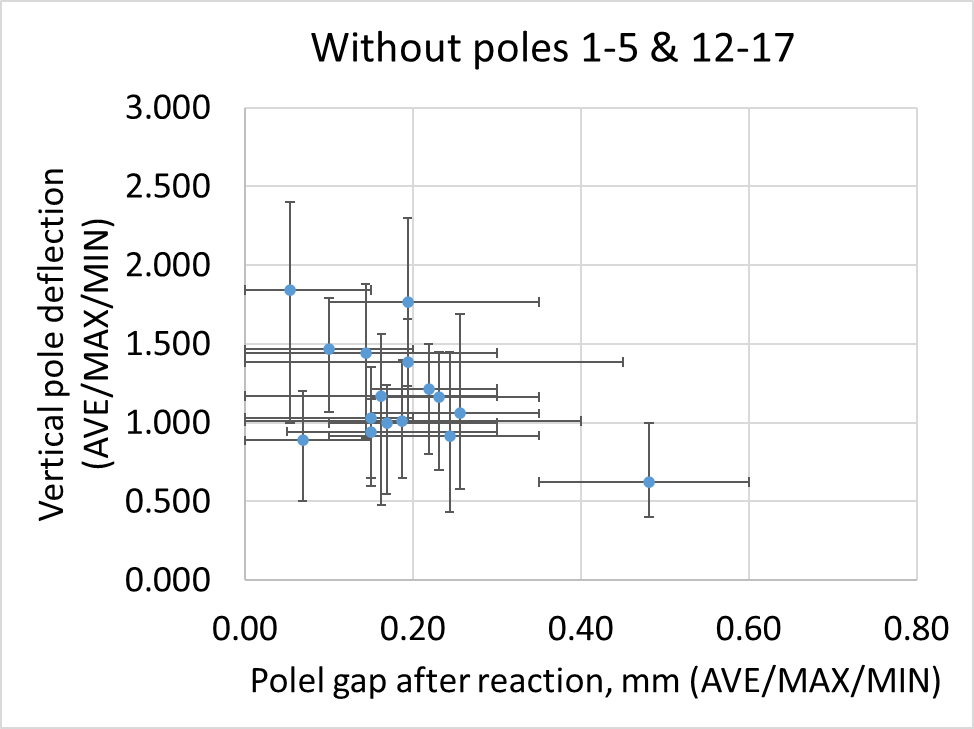 Without poles 1-5 & 12-17
3.000
2.500
2.000
1.500
1.000
0.500
0.000
Vertical pole deflection
(AVE/MAX/MIN)
0.00 0.20 0.40 0.60 0.80
Polel gap after reaction, mm (AVE/MAX/MIN)